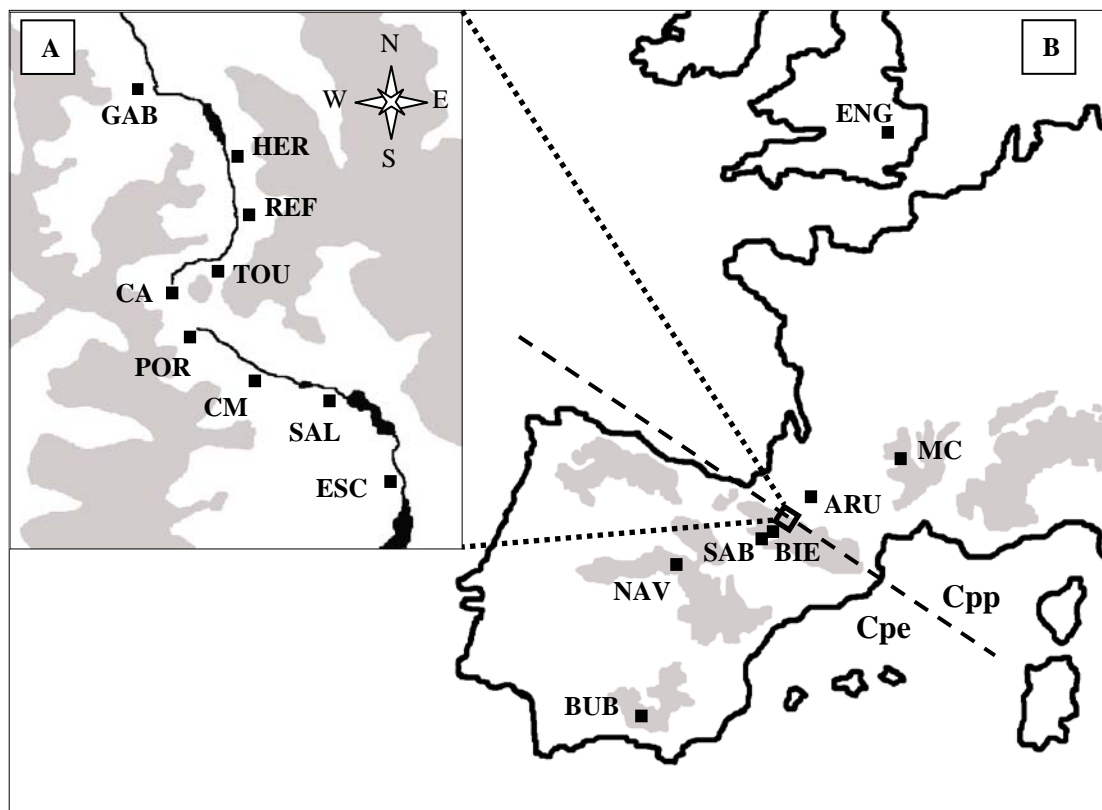 A
N
W E
S
GAB
HER
REF
TOU
CA
POR
CM
SAL
ESC
B
ENG
MC
ARU
SAB BIE
NAV
Cpp
Cpe
BUB